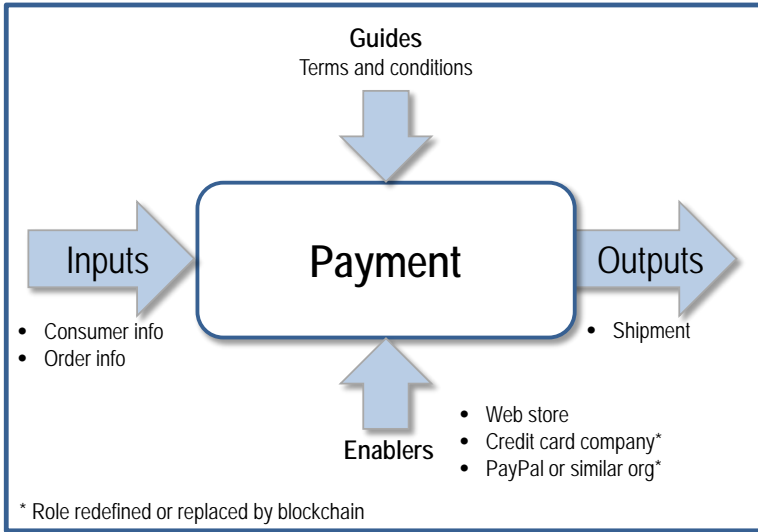 Guides
Terms and conditions
Inputs
Payment
Outputs
• Consumer info
• Order info
• Shipment
Enablers
• Web store
• Credit card company*
• PayPal or similar org*
* Role redefined or replaced by blockchain